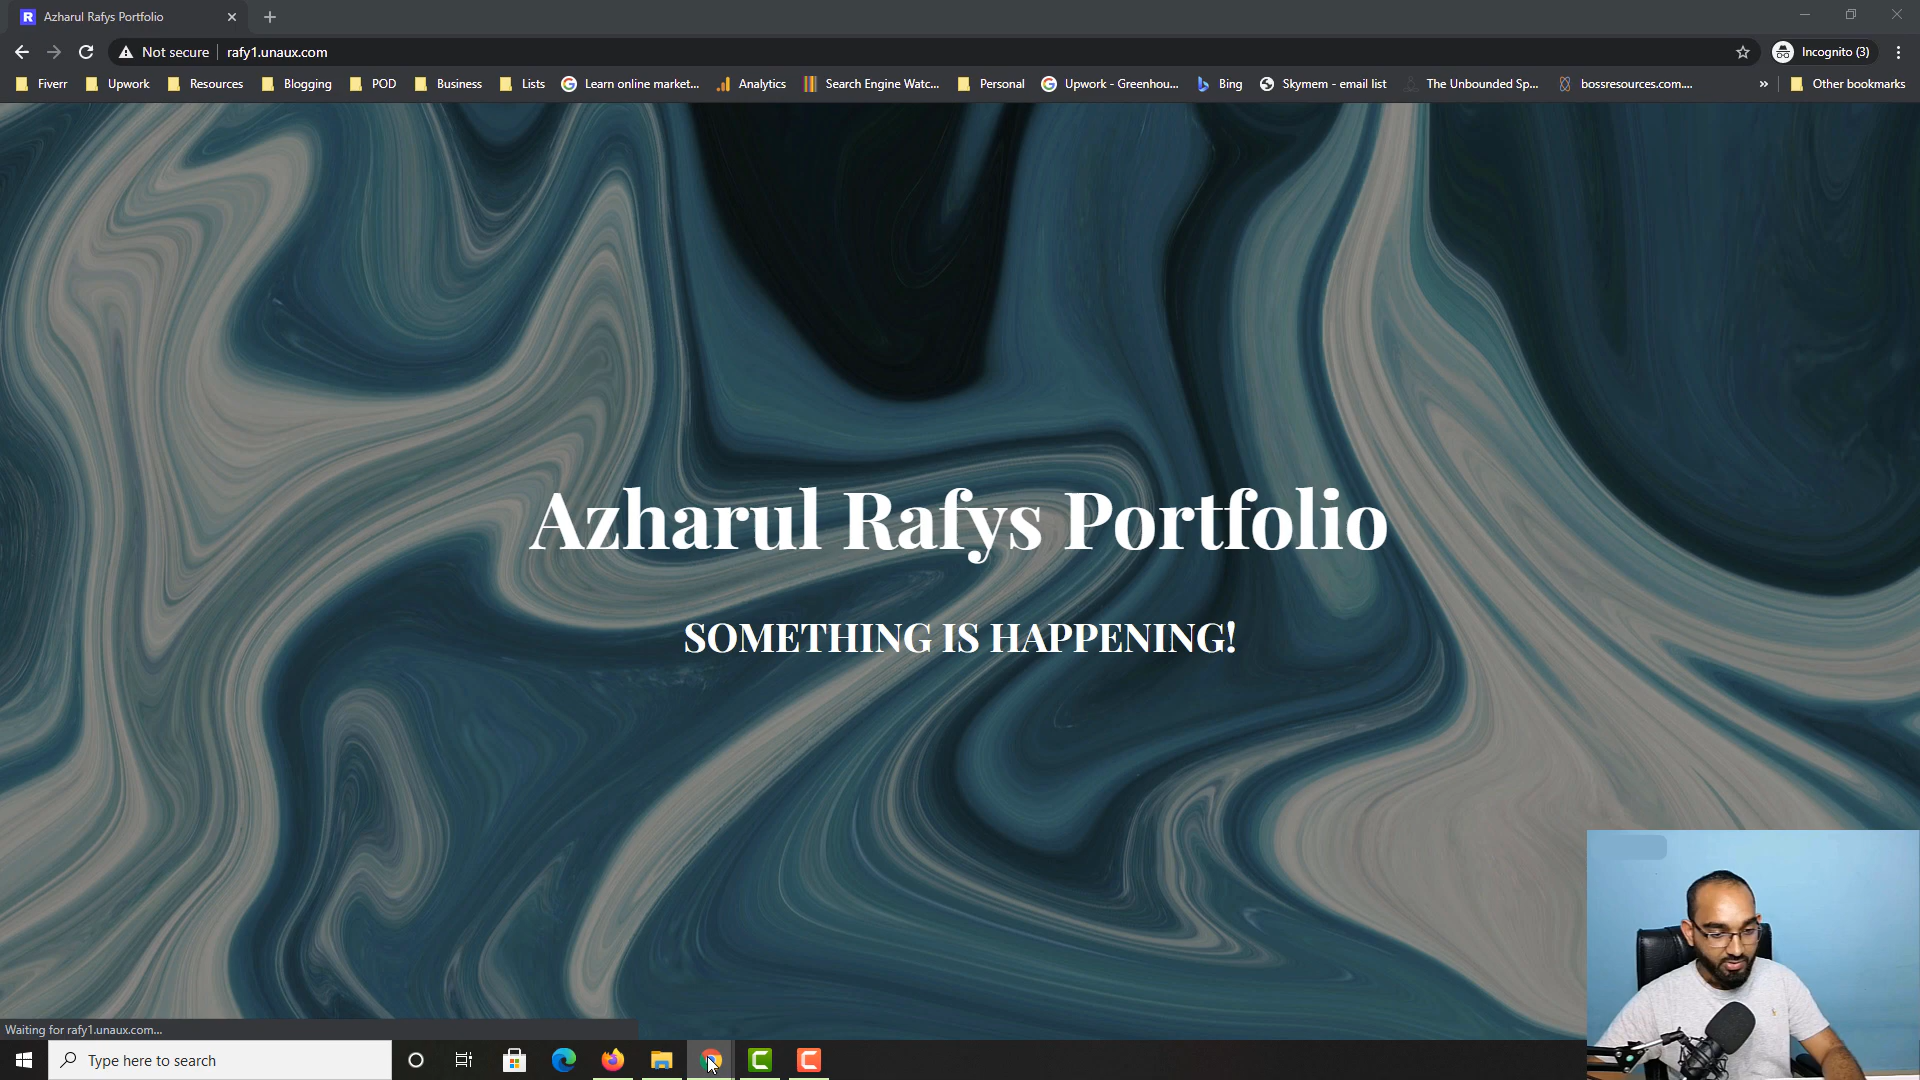 R Azharul Rafys Portfolio
Not secure rafy1.unaux.com Incognito (3)
Fiverr Upwork Resources Blogging POD Business Lists Learn online market... Analytics Search Engine Watc... Personal Upwork - Greenhou... Bing Skymem - email list The Unbounded Sp... bossresources.com.... » Other bookmarks
Azharul Rafys Portfolio
SOMETHING IS HAPPENING!
Waiting for rafy1.unaux.com...
Type here to search